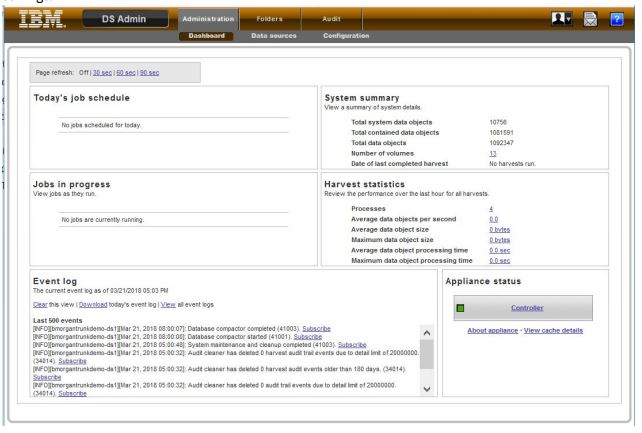 IBM.
DS Admin
Administration
Folders
Audit
Dashboard
Data sources
Configuration
?
Page refresh: Off | 30 sec | 60 sec | 90 sec
Today's job schedule
No jobs scheduled for today.
System summary
View a summary of system details.
Total system data objects 10756
Total contained data objects 1081591
Total data objects 1092347
Number of volumes 13
Date of last completed harvest No harvests run.
Jobs in progress
View jobs as they run.
No jobs are currently running.
Harvest statistics
Review the performance over the last hour for all harvests.
Processes 4
Average data objects per second 0.0
Average data object size 0 bytes
Maximum data object size 0 bytes
Average data object processing time 0.0 sec
Maximum data object processing time 0.0 sec
Event log
The current event log as of 03/21/2018 05:03 PM
Clear this view | Download today's event log | View all event logs
Last 500 events
[INFO][bmorgantrunkdemo-ds1][Mar 21, 2018 08:00:07]: Database compactor completed (41003). Subscribe
[INFO][bmorgantrunkdemo-ds1][Mar 21, 2018 08:00:00]: Database compactor started (41001). Subscribe
[INFO][bmorgantrunkdemo-ds1][Mar 21, 2018 05:00:48]: System maintenance and cleanup completed (41003). Subscribe
[INFO][bmorgantrunkdemo-ds1][Mar 21, 2018 05:00:32]: Audit cleaner has deleted 0 harvest audit trail events due to detail limit of 20000000.
(34014). Subscribe
[INFO][bmorgantrunkdemo-ds1][Mar 21, 2018 05:00:32]: Audit cleaner has deleted 0 harvest audit events older than 180 days. (34014).
Subscribe
[INFO][bmorgantrunkdemo-ds1][Mar 21, 2018 05:00:32]: Audit cleaner has deleted 0 audit trail events due to detail limit of 20000000.
(34014). Subscribe
Appliance status
Controller
About appliance · View cache details